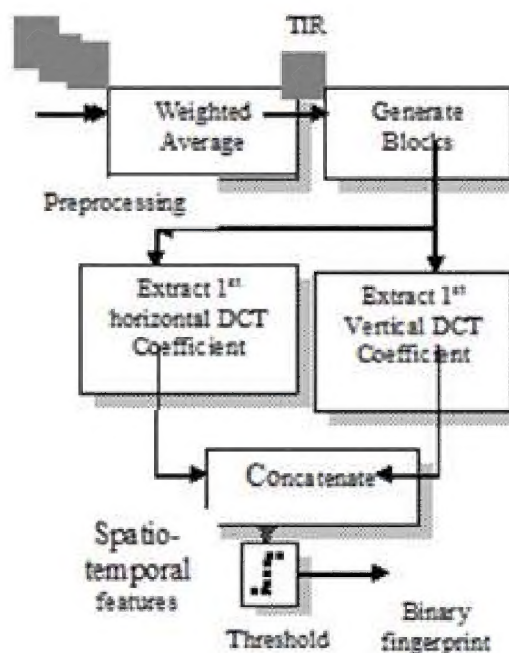 TIR
Weighted
Average
Generate
Blocks
Preprocessing
Extract 1st
horizontal DCT
Coefficient
Extract 1st
Vertical DCT
Coefficient
Concatenate
Spatio-
temporal
features
Threshold
Binary
fingerprint